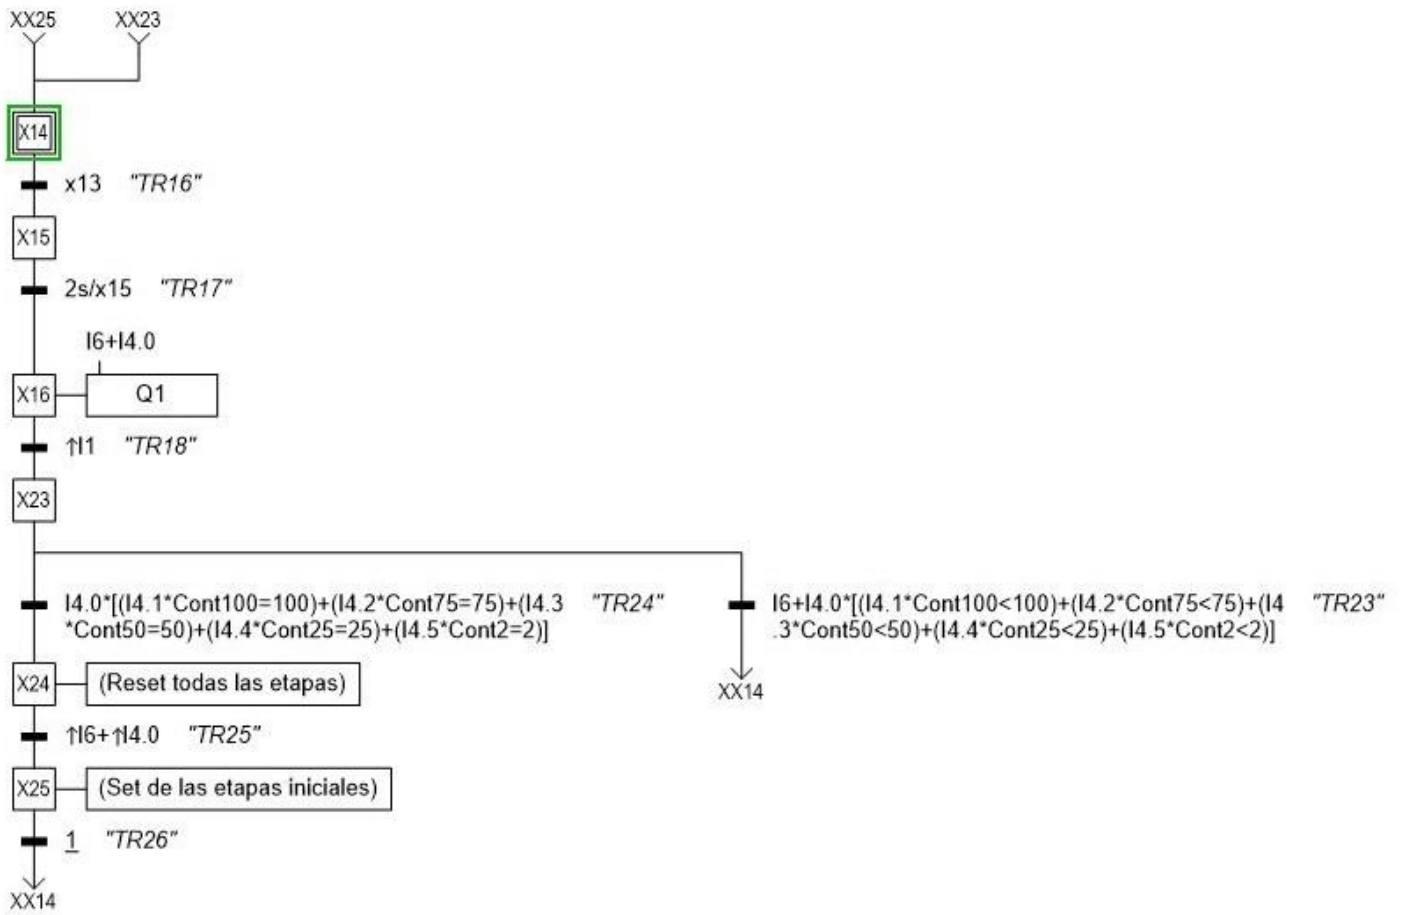 XX25 XX23
X14
x13 "TR16"
X15
2s/x15 "TR17"
I6+I4.0
X16 Q1
↑I1 "TR18"
X23
I4.0*[(I4.1*Cont100=100)+(I4.2*Cont75=75)+(I4.3 "TR24"
*Cont50=50)+(I4.4*Cont25=25)+(I4.5*Cont2=2)]
I6+I4.0*[(I4.1*Cont100<100)+(I4.2*Cont75<75)+(I4 "TR23"
.3*Cont50<50)+(I4.4*Cont25<25)+(I4.5*Cont2<2)]
X24 (Reset todas las etapas)
XX14
↑I6+↑I4.0 "TR25"
X25 (Set de las etapas iniciales)
1 "TR26"
XX14